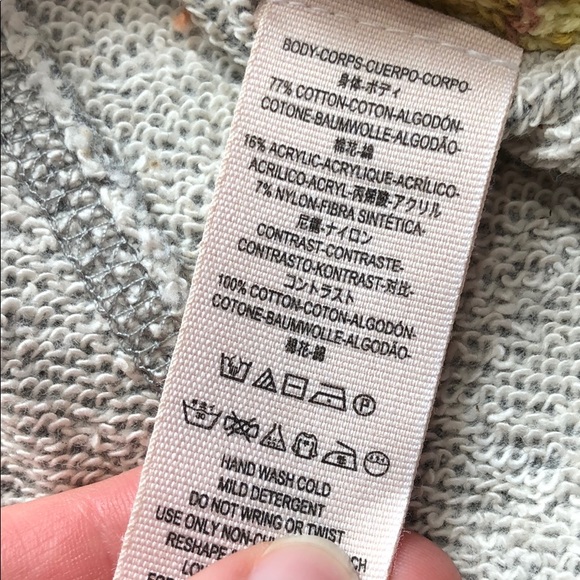 BODY-CORPS-CUERPO-CORPO-
身体-ボディ
77% COTTON-COTON-ALGODÓN-
COTONE-BAUMWOLLE-ALGODÃO-
棉花-綿
16% ACRYLIC-ACRYLIQUE-ACRÍLICO-
ACRILICO-ACRYL-丙烯酸-アクリル
7% NYLON-FIBRA SINTÉTICA-
尼龍-ナイロン
CONTRAST-CONTRASTE-
CONTRASTO-KONTRAST-对比-
コントラスト
100% COTTON-COTON-ALGODÓN-
COTONE-BAUMWOLLE-ALGODÃO-
棉花-綿
HAND WASH COLD
MILD DETERGENT
DO NOT WRING OR TWIST
USE ONLY NON-
RESHAPE